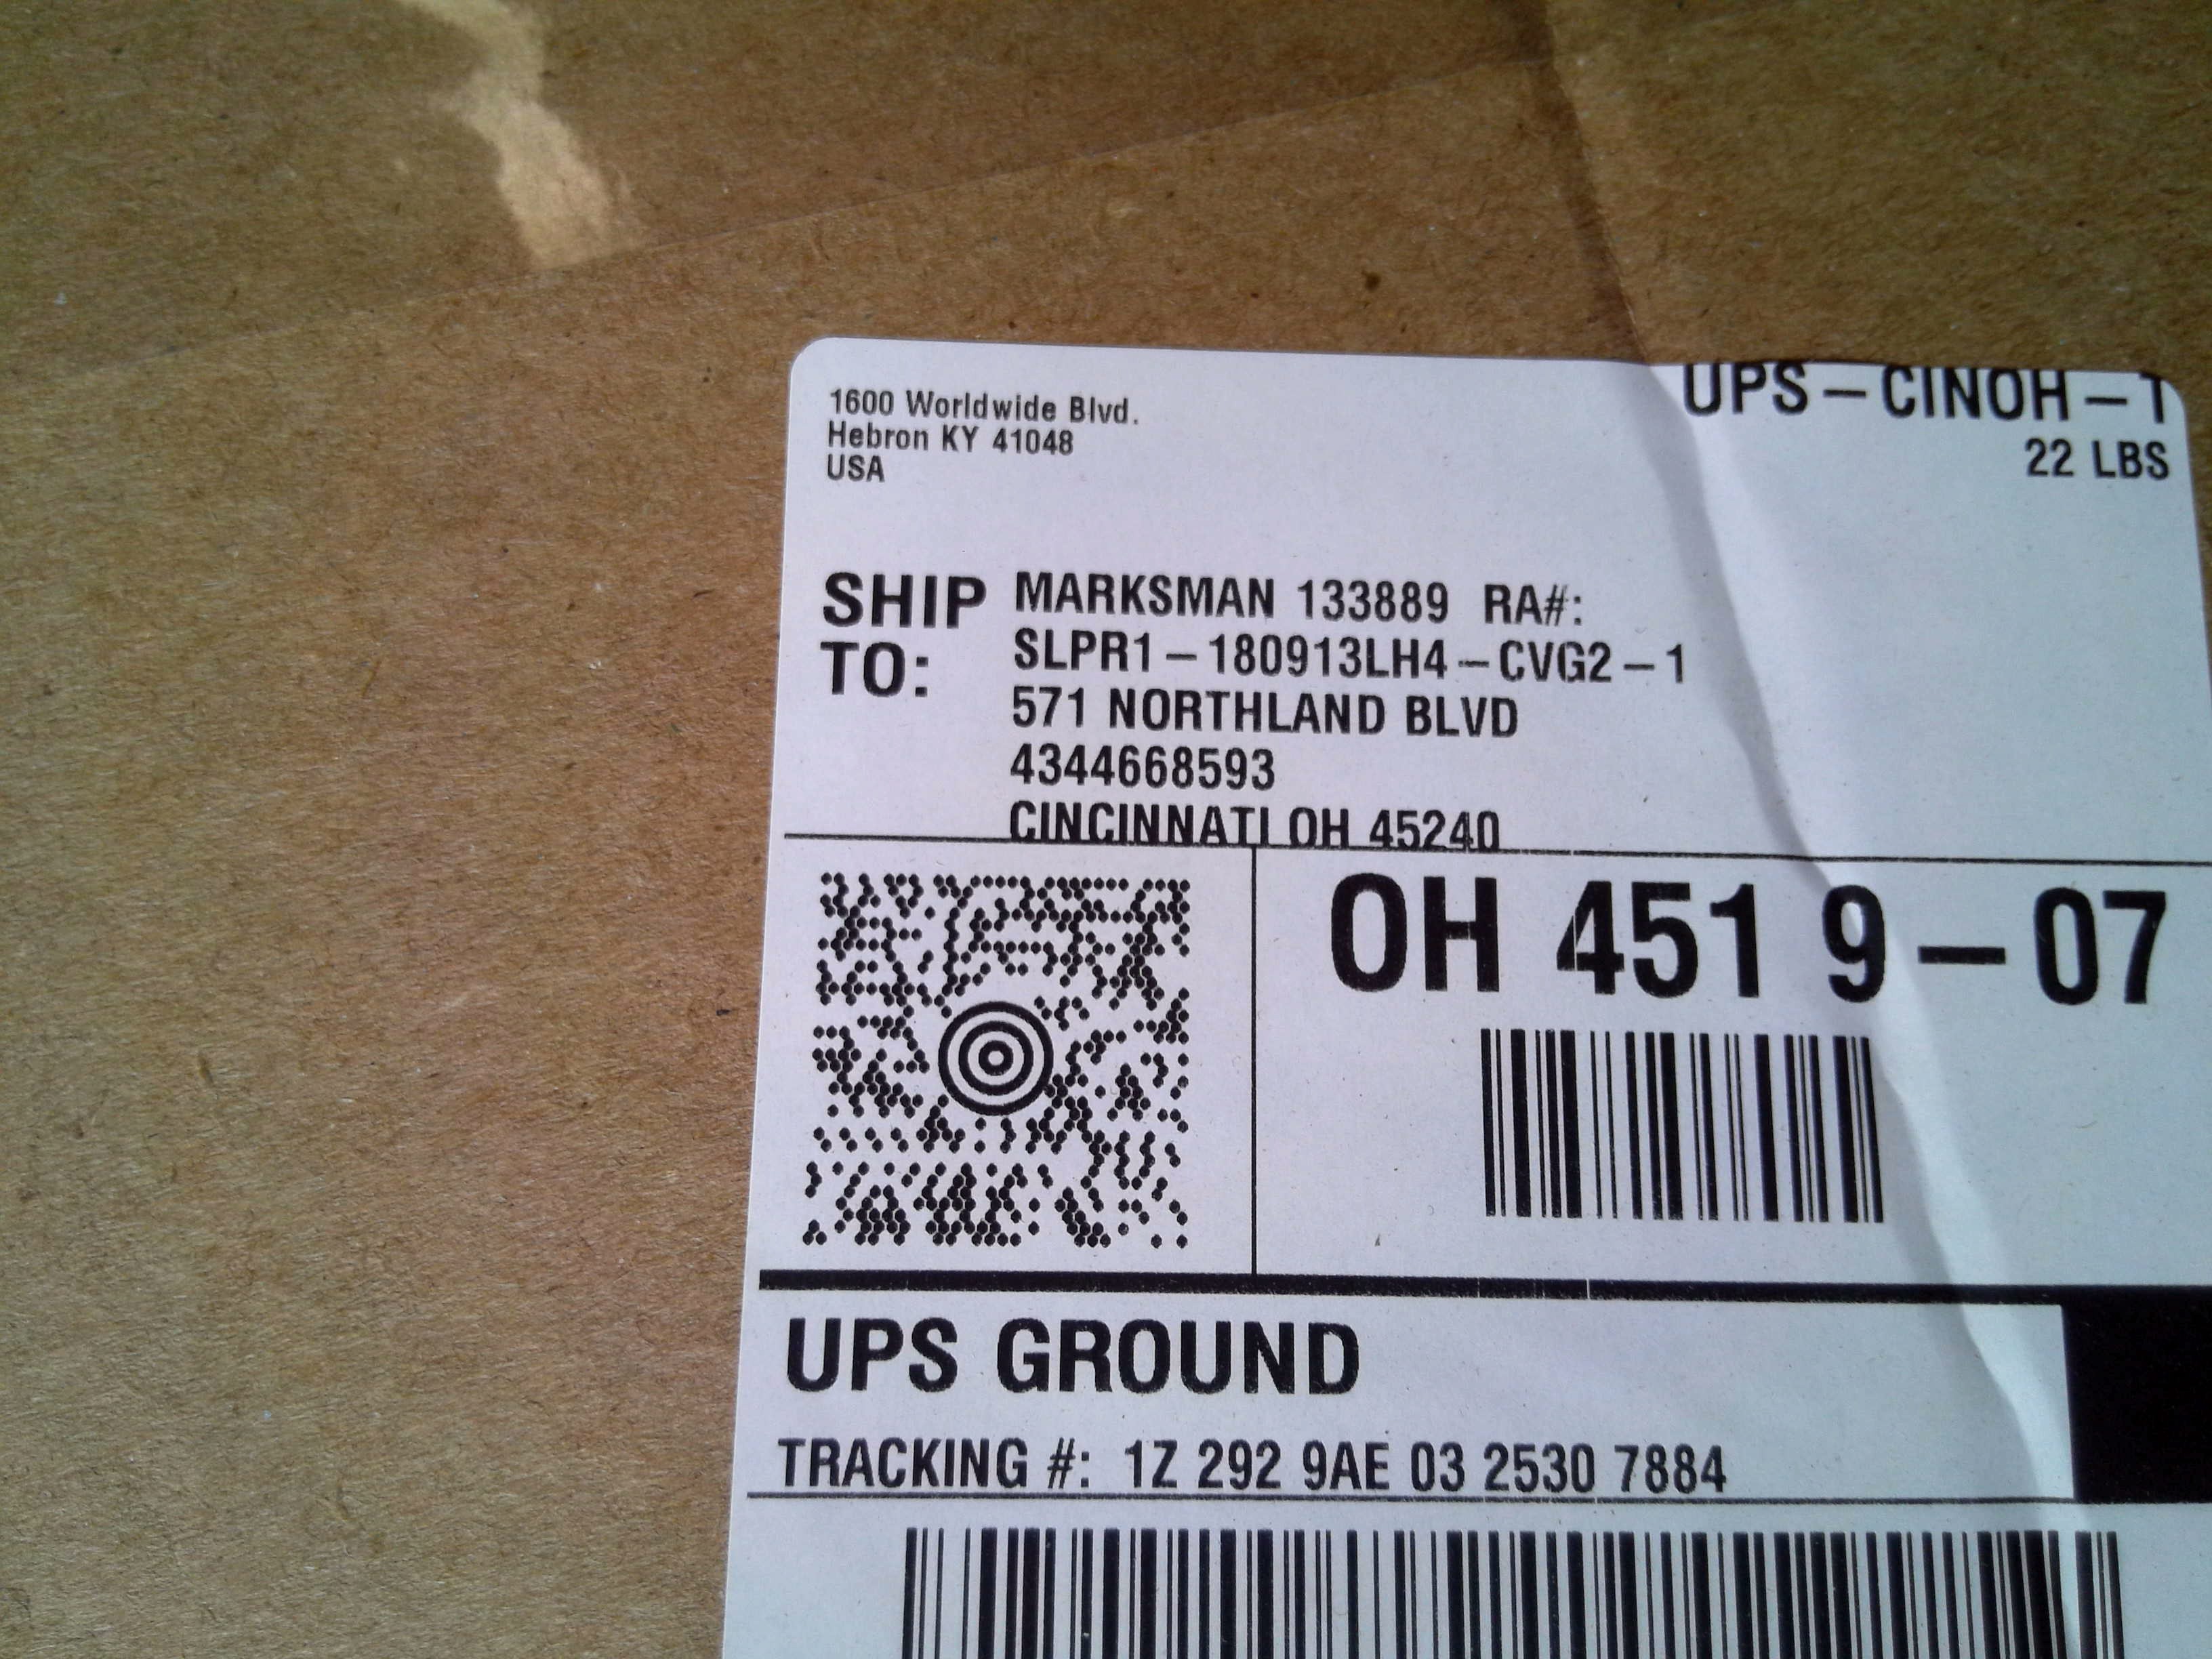 1600 Worldwide Blvd.
Hebron KY 41048
USA
UPS-CINOH-T
22 LBS
SHIP TO:
MARKSMAN 133889 RA#:
SLPR1-180913LH4-CVG2-1
571 NORTHLAND BLVD
4344668593
CINCINNATI OH 45240
OH 451 9-07
UPS GROUND
TRACKING #: 1Z 292 9AE 03 2530 7884